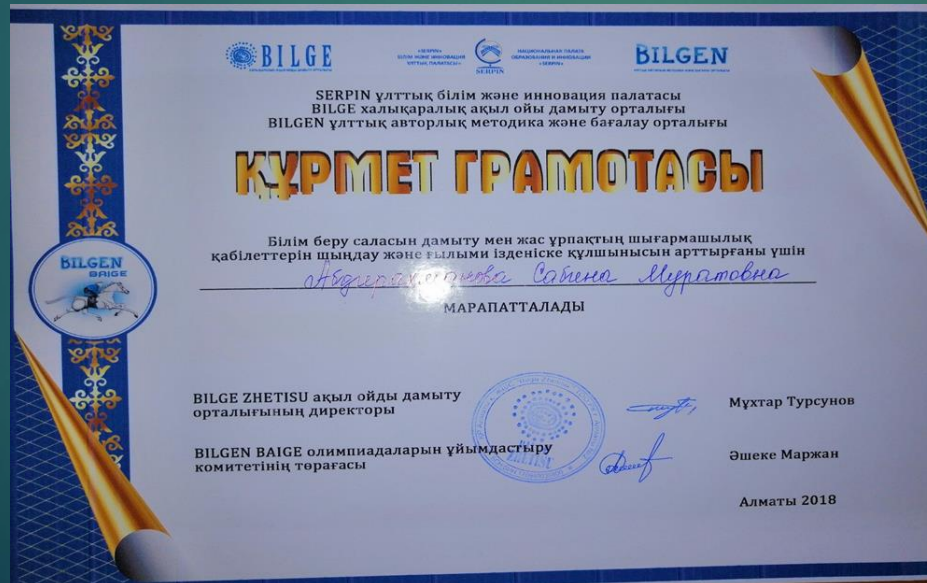 BILGE
«SERPIN»
БІЛІМ ЖӘНЕ ИННОВАЦИЯ
ҰЛТТЫҚ ПАЛАТАСЫ»
SERPIN
НАЦИОНАЛЬНАЯ ПАЛАТА
ОБРАЗОВАНИЯ И ИННОВАЦИИ
«SERPIN»
BILGEN
SERPIN ұлттық білім және инновация палатасы
BILGE халықаралық ақыл ойы дамыту орталығы
BILGEN ұлттық авторлық методика және бағалау орталығы
ҚҰРМЕТ ГРАМОТАСЫ
Білім беру саласын дамыту мен жас ұрпақтың шығармашылық
қабілеттерін шыңдау және ғылыми ізденіске құлшынысын арттырғаны үшін
Сабина Муратовна
МАРАПАТТАЛАДЫ
BILGEN
BAIGE
BILGE ZHETISU ақыл ойды дамыту
орталығының директоры
Мұхтар Турсунов
BILGEN BAIGE олимпиадаларын ұйымдастыру
комитетінің төрағасы
Әшеке Маржан
ZHETISU
Алматы 2018